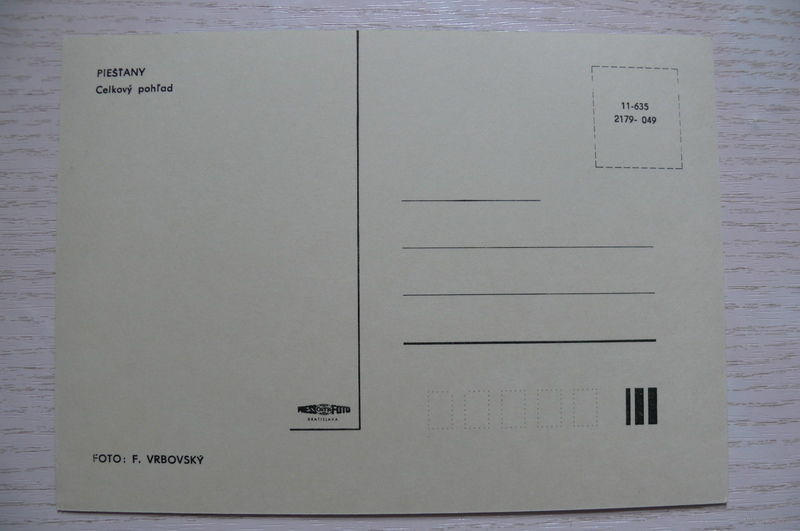 PIEŠŤANY
Celkový pohľad
11-635
2179- 049
PRESSFOTO
BRATISLAVA
FOTO: F. VRBOVSKÝ